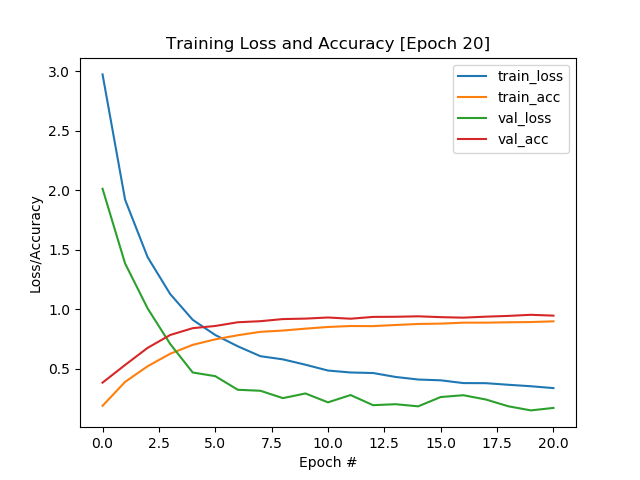 Training Loss and Accuracy [Epoch 20]
train_loss
train_acc
val_loss
val_acc
Loss/Accuracy
3.0
2.5
2.0
1.5
1.0
0.5
0.0 2.5 5.0 7.5 10.0 12.5 15.0 17.5 20.0
Epoch #